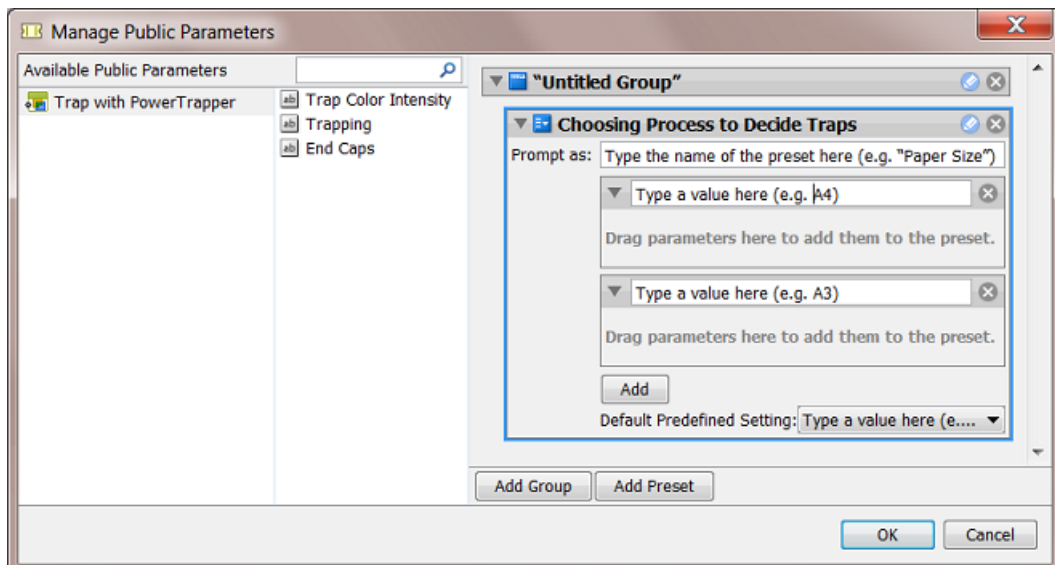 Manage Public Parameters
X
Available Public Parameters
Trap with PowerTrapper
ab Trap Color Intensity
ab Trapping
ab End Caps
“Untitled Group”
Choosing Process to Decide Traps
Prompt as: Type the name of the preset here (e.g. “Paper Size”)
Type a value here (e.g. A4)
Drag parameters here to add them to the preset.
Type a value here (e.g. A3)
Drag parameters here to add them to the preset.
Add
Default Predefined Setting: Type a value here (e....
Add Group Add Preset
OK Cancel